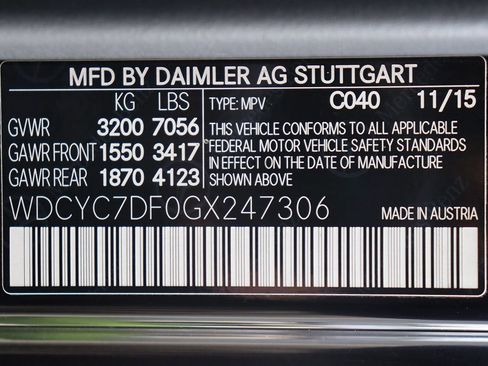 MFD BY DAIMLER AG STUTTGART
KG LBS TYPE: MPV C040 11/15
GVWR 3200 7056 THIS VEHICLE CONFORMS TO ALL APPLICABLE
GAWR FRONT 1550 3417 FEDERAL MOTOR VEHICLE SAFETY STANDARDS
IN EFFECT ON THE DATE OF MANUFACTURE
GAWR REAR 1870 4123 SHOWN ABOVE
WDCYC7DF0GX247306 MADE IN AUSTRIA